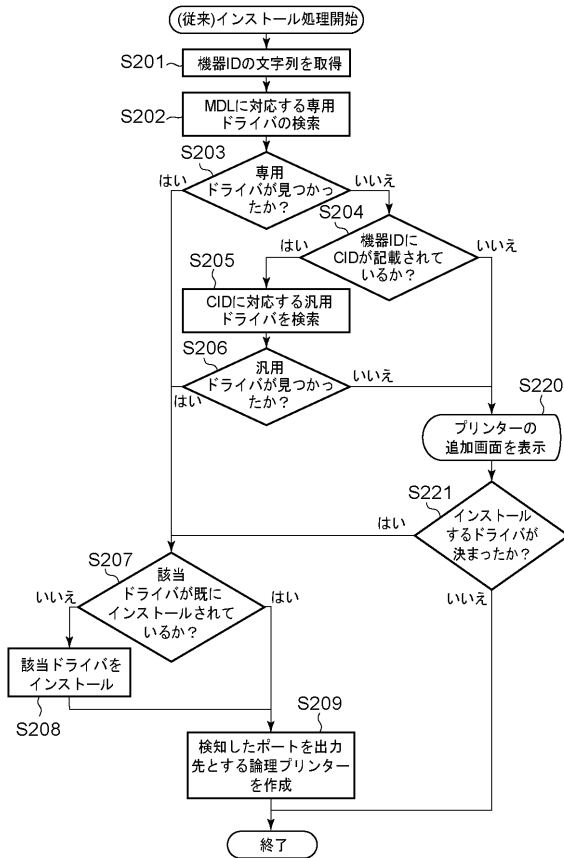 (従来)インストール処理開始
S201
機器IDの文字列を取得
S202
MDLに対応する専用
ドライバの検索
S203
はい
専用
ドライバが見つかっ
たか？
いいえ
S204
はい
機器IDに
CIDが記載されて
いるか？
いいえ
S205
CIDに対応する汎用
ドライバを検索
S206
はい
汎用
ドライバが見つかっ
たか？
いいえ
S220
プリンターの
追加画面を表示
S221
はい
インストール
するドライバが
決まったか？
いいえ
S207
いいえ
該当
ドライバが既に
インストールされて
いるか？
はい
該当ドライバを
インストール
S208
S209
検知したポートを出力
先とする論理プリンター
を作成
終了